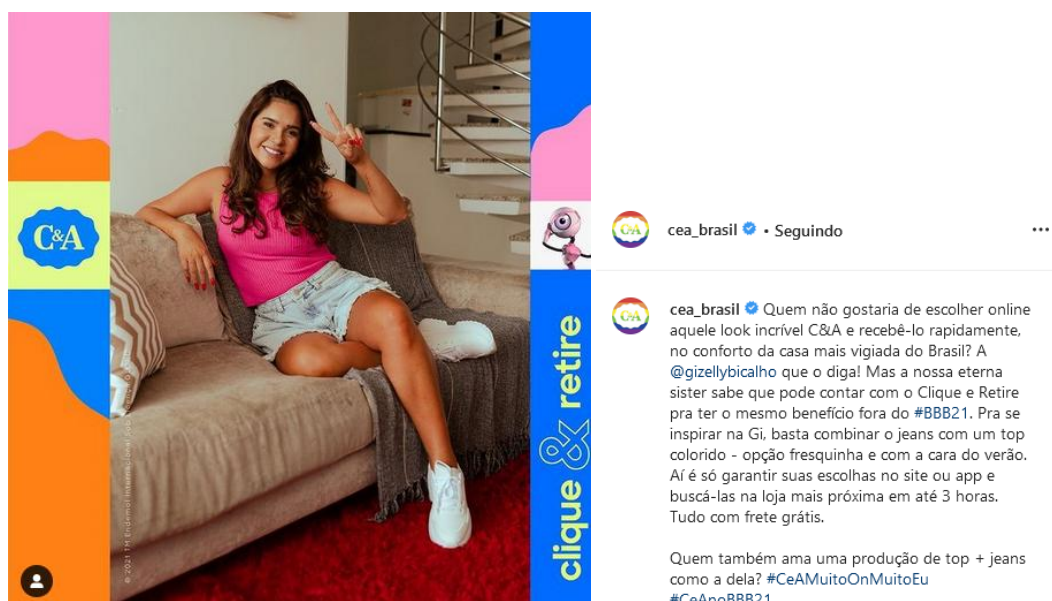 C&A
© 2021 TM Endemol International
clique & retire
cea_brasil • Seguindo
cea_brasil Quem não gostaria de escolher online
aquele look incrível C&A e recebê-lo rapidamente,
no conforto da casa mais vigiada do Brasil? A
@gizellybicalho que o diga! Mas a nossa eterna
sister sabe que pode contar com o Clique e Retire
pra ter o mesmo benefício fora do #BBB21. Pra se
inspirar na Gi, basta combinar o jeans com um top
colorido - opção fresquinha e com a cara do verão.
Aí é só garantir suas escolhas no site ou app e
buscá-las na loja mais próxima em até 3 horas.
Tudo com frete grátis.
Quem também ama uma produção de top + jeans
como a dela? #CeAMuitoOnMuitoEu
#CeAnoBBB21